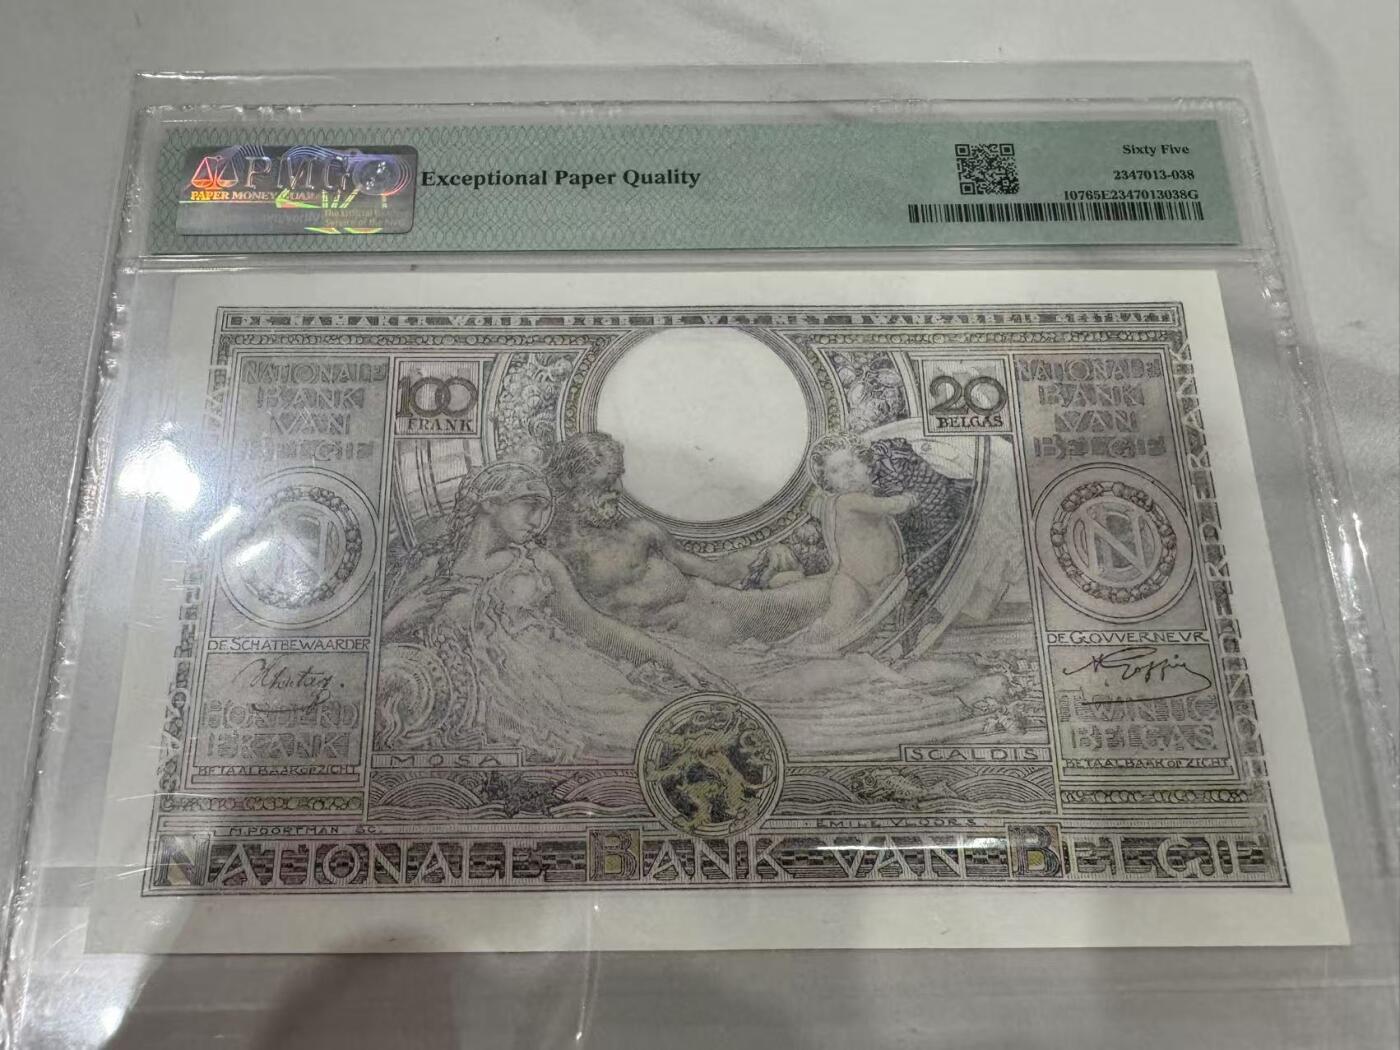 PMG
PAPER MONEY GUARANTY
Exceptional Paper Quality
Sixty Five
2347013-038
10765E2347013038G
NATIONALE
BANK
VAN
BELGIE
100
FRANK
20
BELGAS
NATIONALE
BANK
VAN
BELGIE
N
N
DE SCHATBEWAARDER
DE GOVVERNEVR
HONDERD
FRANK
BETAALBAAR OP ZICHT
TWINTIG
BELGAS
BETAALBAAR OP ZICHT
MOSA
SCALDIS
M. POORTMAN SC.
EMILE VLOORS
NATIONALE BANK VAN BELGIE